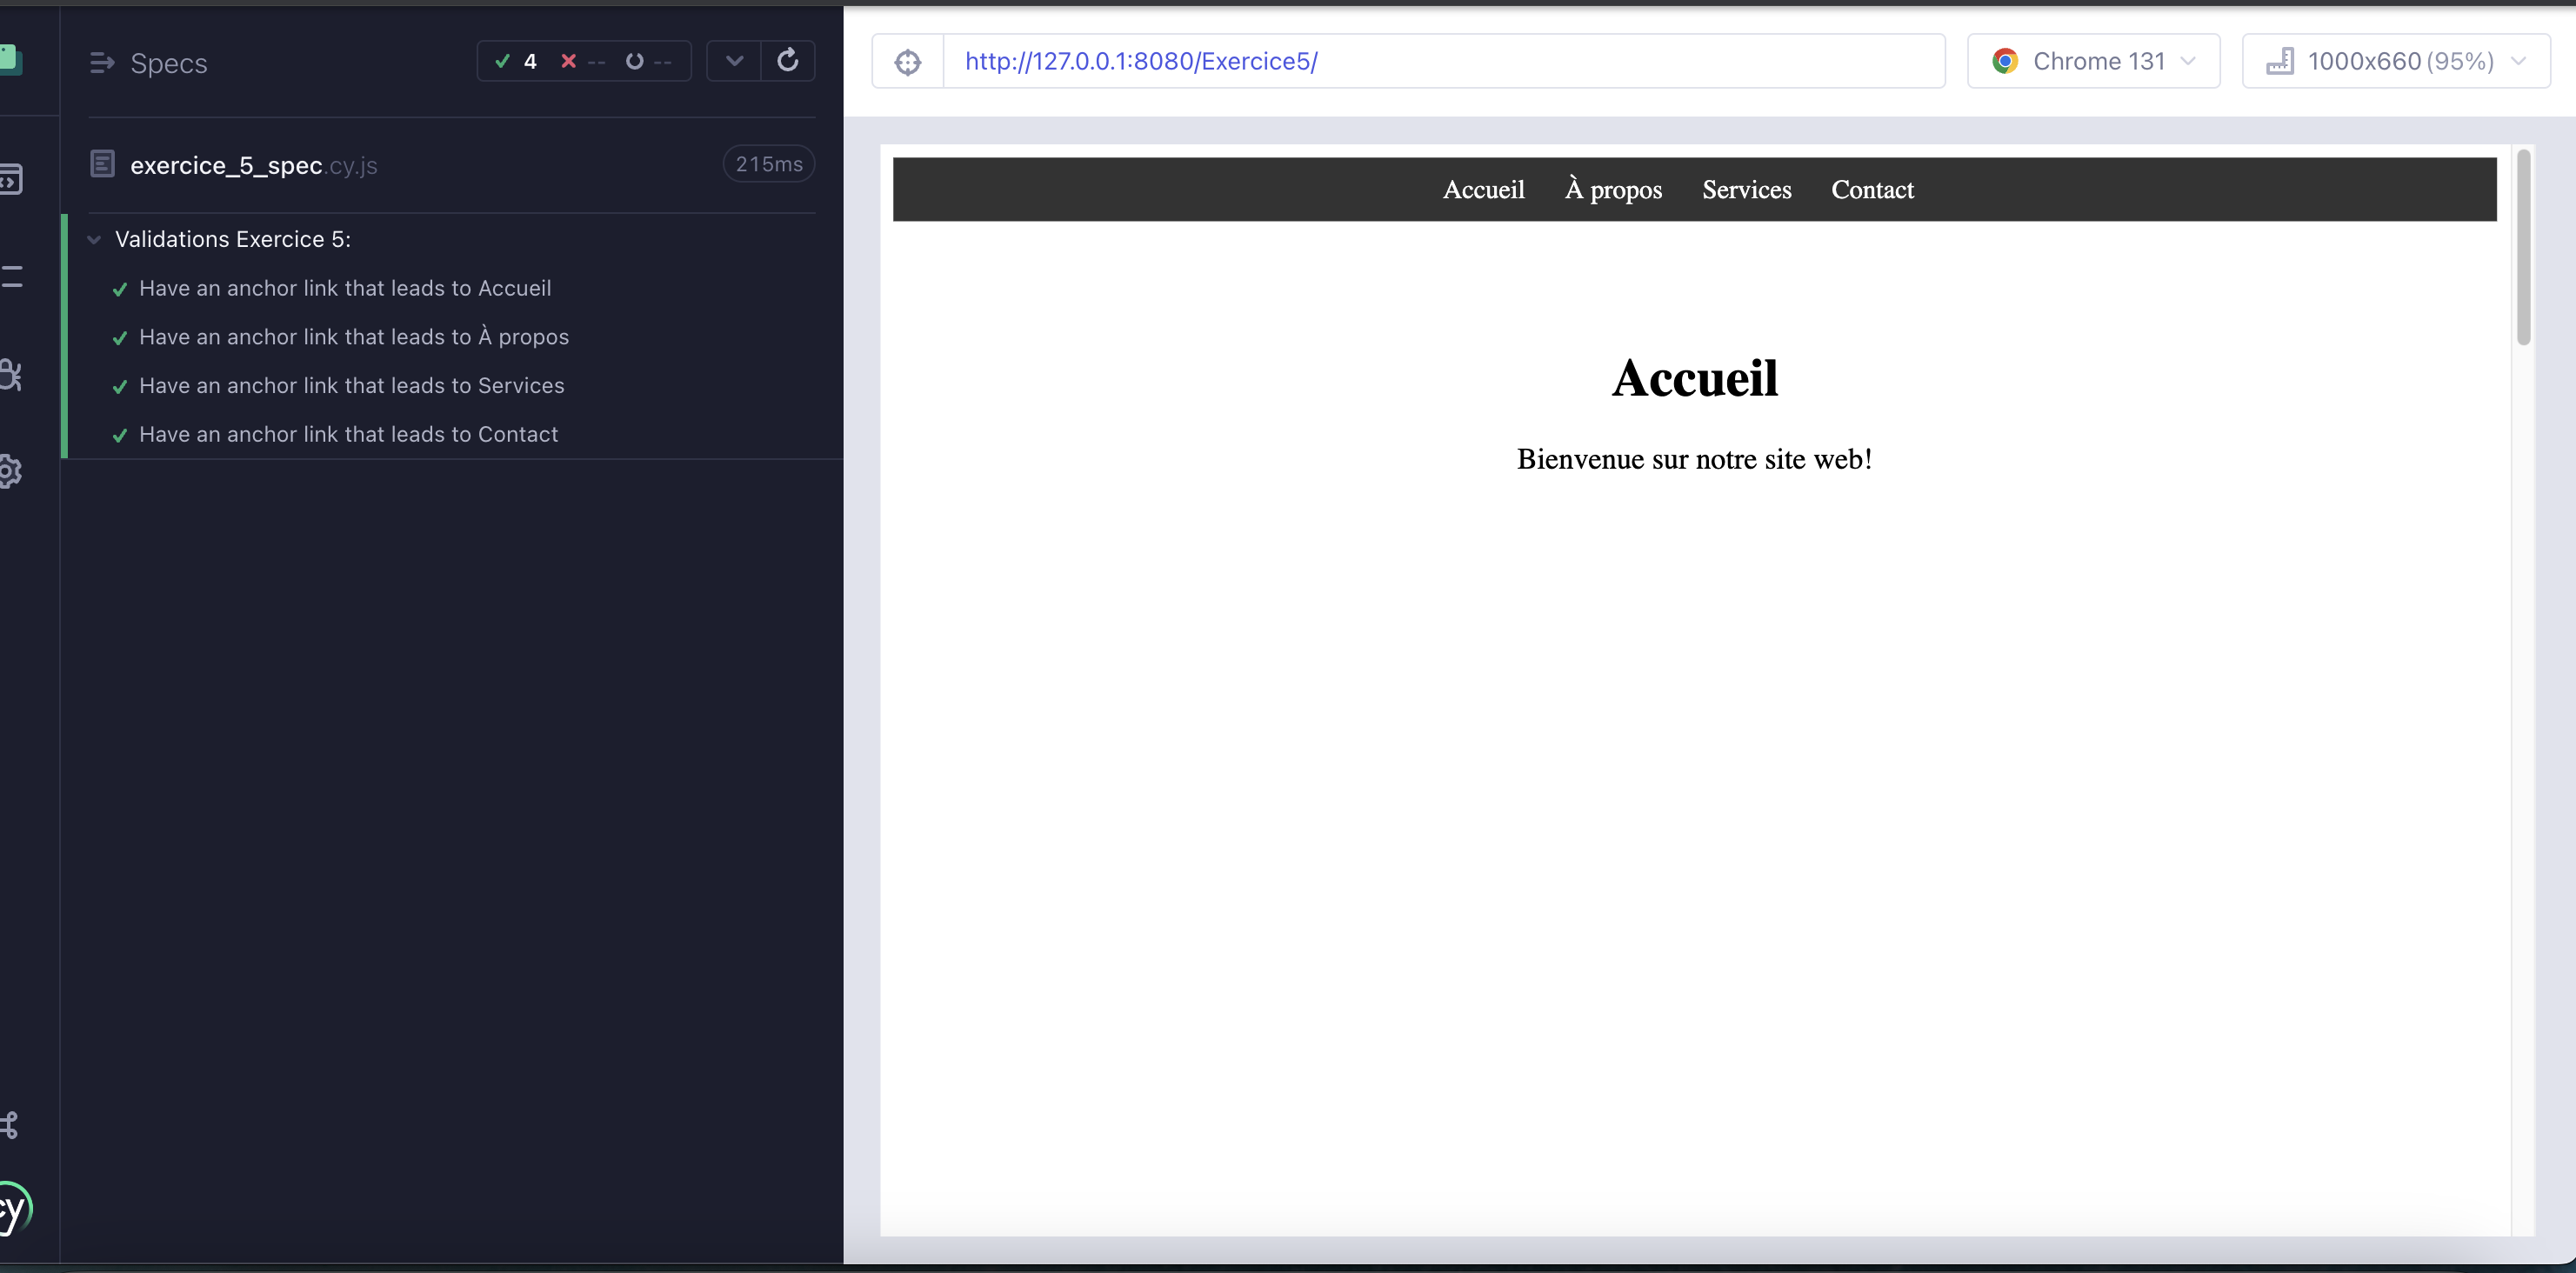 Specs
4 -- --
exercice_5_spec.cy.js
215ms
Validations Exercice 5:
Have an anchor link that leads to Accueil
Have an anchor link that leads to À propos
Have an anchor link that leads to Services
Have an anchor link that leads to Contact
cy
http://127.0.0.1:8080/Exercice5/
Chrome 131
1000x660 (95%)
Accueil À propos Services Contact
Accueil
Bienvenue sur notre site web!